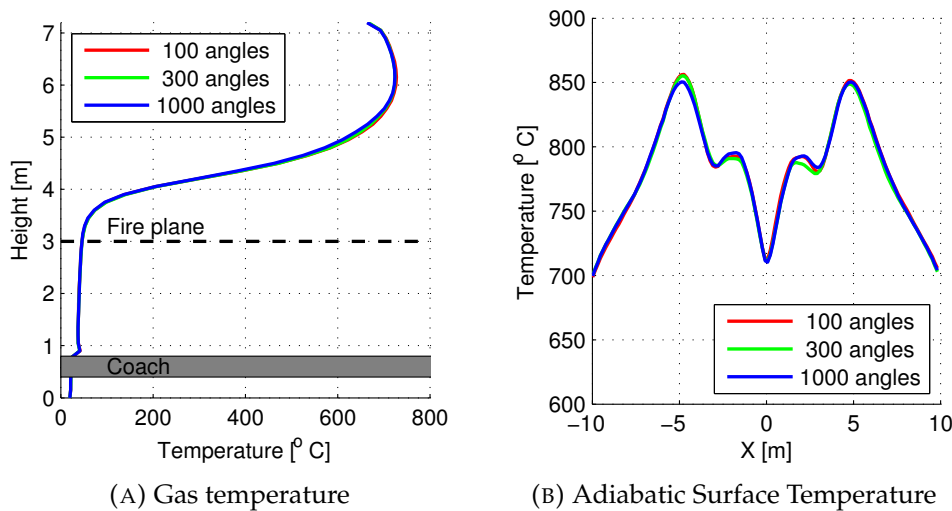 7
6
5
4
3
2
1
0
Height [m]
100 angles
300 angles
1000 angles
Fire plane
Coach
0 200 400 600 800
Temperature [° C]
(A) Gas temperature
900
850
800
750
700
650
600
Temperature [° C]
100 angles
300 angles
1000 angles
−10 −5 0 5 10
X [m]
(B) Adiabatic Surface Temperature